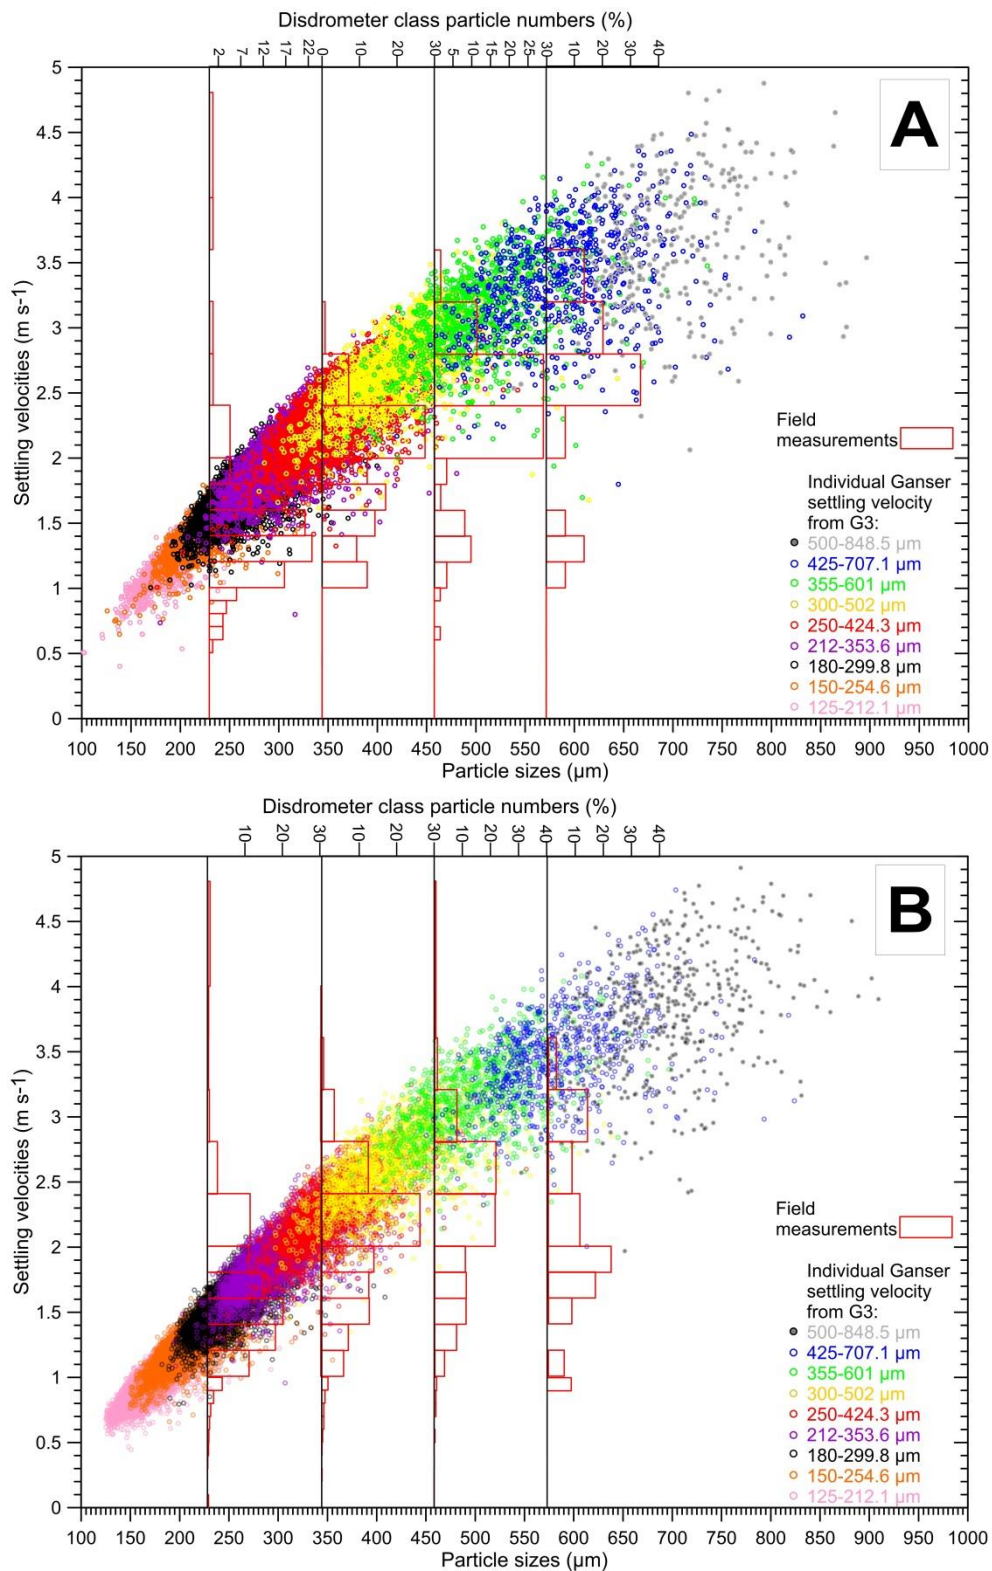 Disdrometer class particle numbers (%)
2 7 12 17 22 0 10 20 30 5 10 15 20 25 30 10 20 30 40
A
5
4.5
4
3.5
3
2.5
2
1.5
1
0.5
0
Settling velocities (m s-1)
Field
measurements
Individual Ganser
settling velocity
from G3:
500-848.5 µm
425-707.1 µm
355-601 µm
300-502 µm
250-424.3 µm
212-353.6 µm
180-299.8 µm
150-254.6 µm
125-212.1 µm
100 150 200 250 300 350 400 450 500 550 600 650 700 750 800 850 900 950 1000
Particle sizes (µm)
Disdrometer class particle numbers (%)
10 20 30 10 20 30 10 20 30 40 10 20 30 40
B
5
4.5
4
3.5
3
2.5
2
1.5
1
0.5
0
Settling velocities (m s-1)
Field
measurements
Individual Ganser
settling velocity
from G3:
500-848.5 µm
425-707.1 µm
355-601 µm
300-502 µm
250-424.3 µm
212-353.6 µm
180-299.8 µm
150-254.6 µm
125-212.1 µm
100 150 200 250 300 350 400 450 500 550 600 650 700 750 800 850 900 950 1000
Particle sizes (µm)